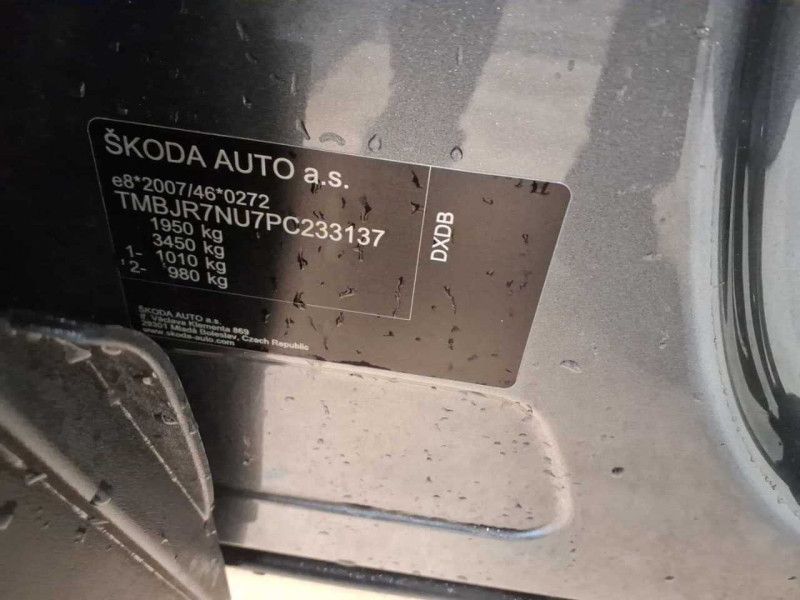 ŠKODA AUTO a.s.
e8*2007/46*0272
TMBJR7NU7PC233137
1950 kg
3450 kg
1- 1010 kg
2- 980 kg
DXDB
ŠKODA AUTO a.s.
tř. Václava Klementa 869
29301 Mladá Boleslav, Czech Republic
www.skoda-auto.com